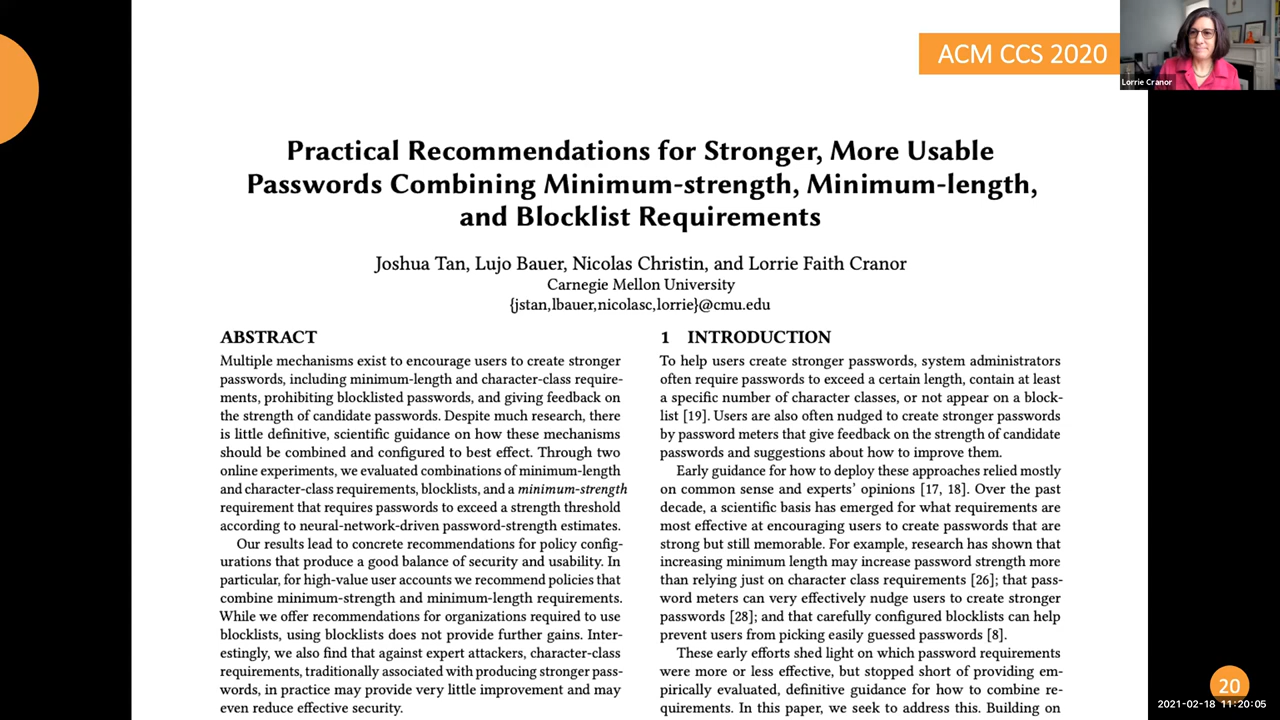 ACM CCS 2020
Lorrie Cranor
Practical Recommendations for Stronger, More Usable
Passwords Combining Minimum-strength, Minimum-length,
and Blocklist Requirements
Joshua Tan, Lujo Bauer, Nicolas Christin, and Lorrie Faith Cranor
Carnegie Mellon University
{jstan,lbauer,nicolasc,lorrie}@cmu.edu
ABSTRACT
Multiple mechanisms exist to encourage users to create stronger
passwords, including minimum-length and character-class require-
ments, prohibiting blocklisted passwords, and giving feedback on
the strength of candidate passwords. Despite much research, there
is little definitive, scientific guidance on how these mechanisms
should be combined and configured to best effect. Through two
online experiments, we evaluated combinations of minimum-length
and character-class requirements, blocklists, and a minimum-strength
requirement that requires passwords to exceed a strength threshold
according to neural-network-driven password-strength estimates.
Our results lead to concrete recommendations for policy config-
urations that produce a good balance of security and usability. In
particular, for high-value user accounts we recommend policies that
combine minimum-strength and minimum-length requirements.
While we offer recommendations for organizations required to use
blocklists, using blocklists does not provide further gains. Inter-
estingly, we also find that against expert attackers, character-class
requirements, traditionally associated with producing stronger pass-
words, in practice may provide very little improvement and may
even reduce effective security.
1 INTRODUCTION
To help users create stronger passwords, system administrators
often require passwords to exceed a certain length, contain at least
a specific number of character classes, or not appear on a block-
list [19]. Users are also often nudged to create stronger passwords
by password meters that give feedback on the strength of candidate
passwords and suggestions about how to improve them.
Early guidance for how to deploy these approaches relied mostly
on common sense and experts' opinions [17, 18]. Over the past
decade, a scientific basis has emerged for what requirements are
most effective at encouraging users to create passwords that are
strong but still memorable. For example, research has shown that
increasing minimum length may increase password strength more
than relying just on character class requirements [26]; that pass-
word meters can very effectively nudge users to create stronger
passwords [28]; and that carefully configured blocklists can help
prevent users from picking easily guessed passwords [8].
These early efforts shed light on which password requirements
were more or less effective, but stopped short of providing em-
pirically evaluated, definitive guidance for how to combine re-
quirements. In this paper, we seek to address this. Building on
20
2021-02-18 11:20:05